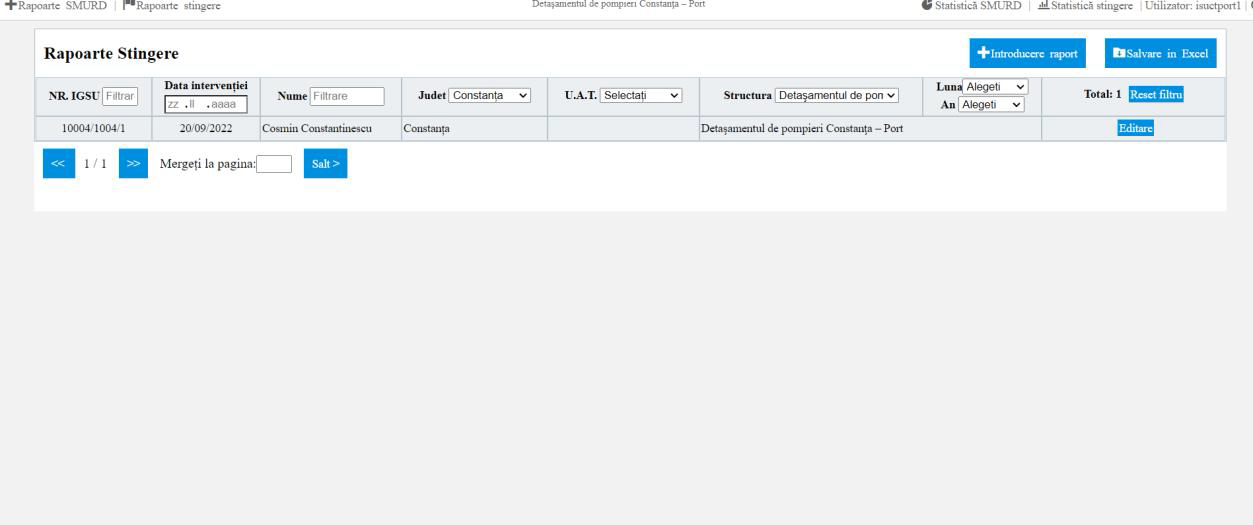 Rapoarte SMURD | Rapoarte stingere
Detașamentul de pompieri Constanța – Port
Statistică SMURD | Statistică stingere | Utilizator: isuctport1 |
Rapoarte Stingere
Introducere raport
Salvare in Excel
NR. IGSU Filtrar
Data intervenției
zz .ll .aaaa
Nume Filtrare
Judet Constanța
U.A.T. Selectați
Structura Detașamentul de pon
Luna Alegeti
An Alegeti
Total: 1 Reset filtru
10004/1004/1 20/09/2022 Cosmin Constantinescu Constanța Detașamentul de pompieri Constanța – Port Editare
<< 1 / 1 >> Mergeți la pagina: Salt >